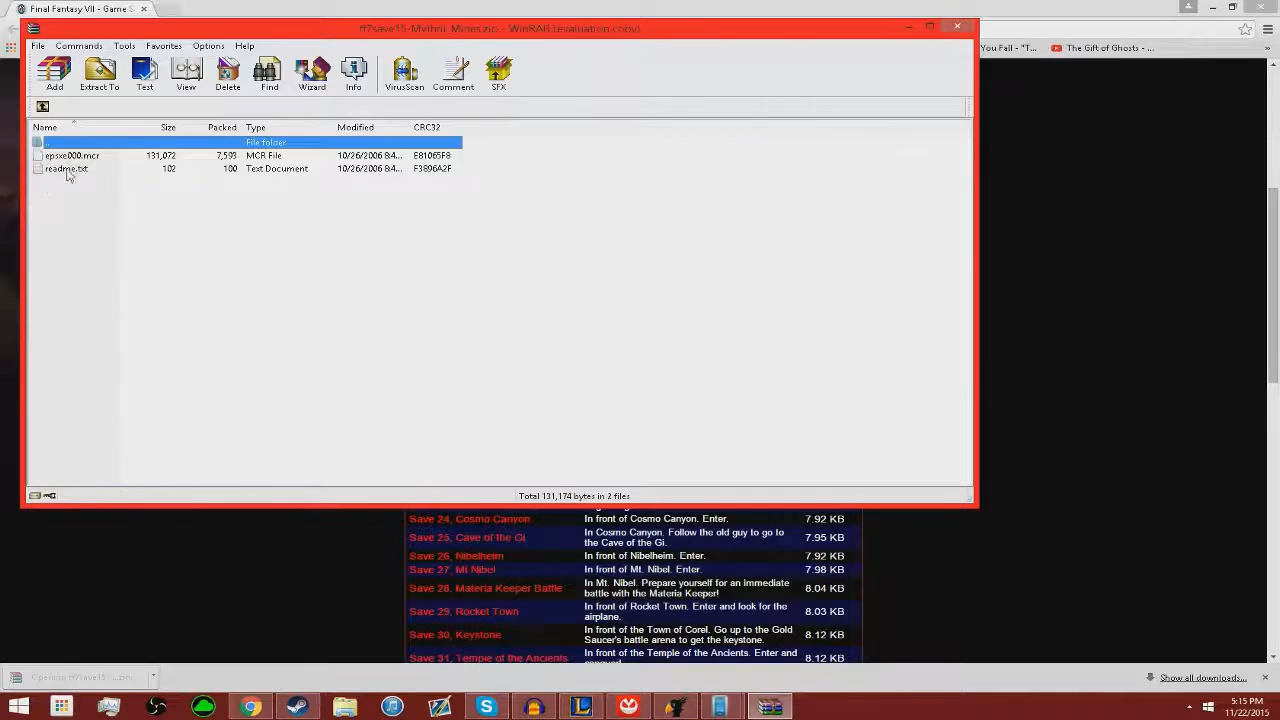 Final Fantasy VII - Game S
ff7save15-Mythril_Mines.zip - WinRAR (evaluation copy)
File Commands Tools Favorites Options Help
You Fall - "T...
The Gift of Ghosts - ...
Add Extract To Test View Delete Find Wizard Info VirusScan Comment SFX
Name Size Packed Type Modified CRC32
.. File folder
epsxe000.mcr 131,072 7,593 MCR File 10/26/2006 8:4... E81065F8
readme.txt 102 100 Text Document 10/26/2006 8:4... F3896A2F
Total 131,174 bytes in 2 files
Save 24, Cosmo Canyon In front of Cosmo Canyon. Enter. 7.92 KB
Save 25, Cave of the Gi In Cosmo Canyon. Follow the old guy to go to the Cave of the Gi. 7.95 KB
Save 26, Nibelheim In front of Nibelheim. Enter. 7.92 KB
Save 27, Mt Nibel In front of Mt. Nibel. Enter. 7.98 KB
Save 28, Materia Keeper Battle In Mt. Nibel. Prepare yourself for an immediate battle with the Materia Keeper! 8.04 KB
Save 29, Rocket Town In front of Rocket Town. Enter and look for the airplane. 8.03 KB
Save 30, Keystone In front of the Town of Corel. Go up to the Gold Saucer's battle arena to get the keystone. 8.12 KB
Save 31, Temple of the Ancients In front of the Temple of the Ancients. Enter and conquer. 8.12 KB
Opening ff7save15-....zip
Show all downloads...
5:15 PM
11/22/2015